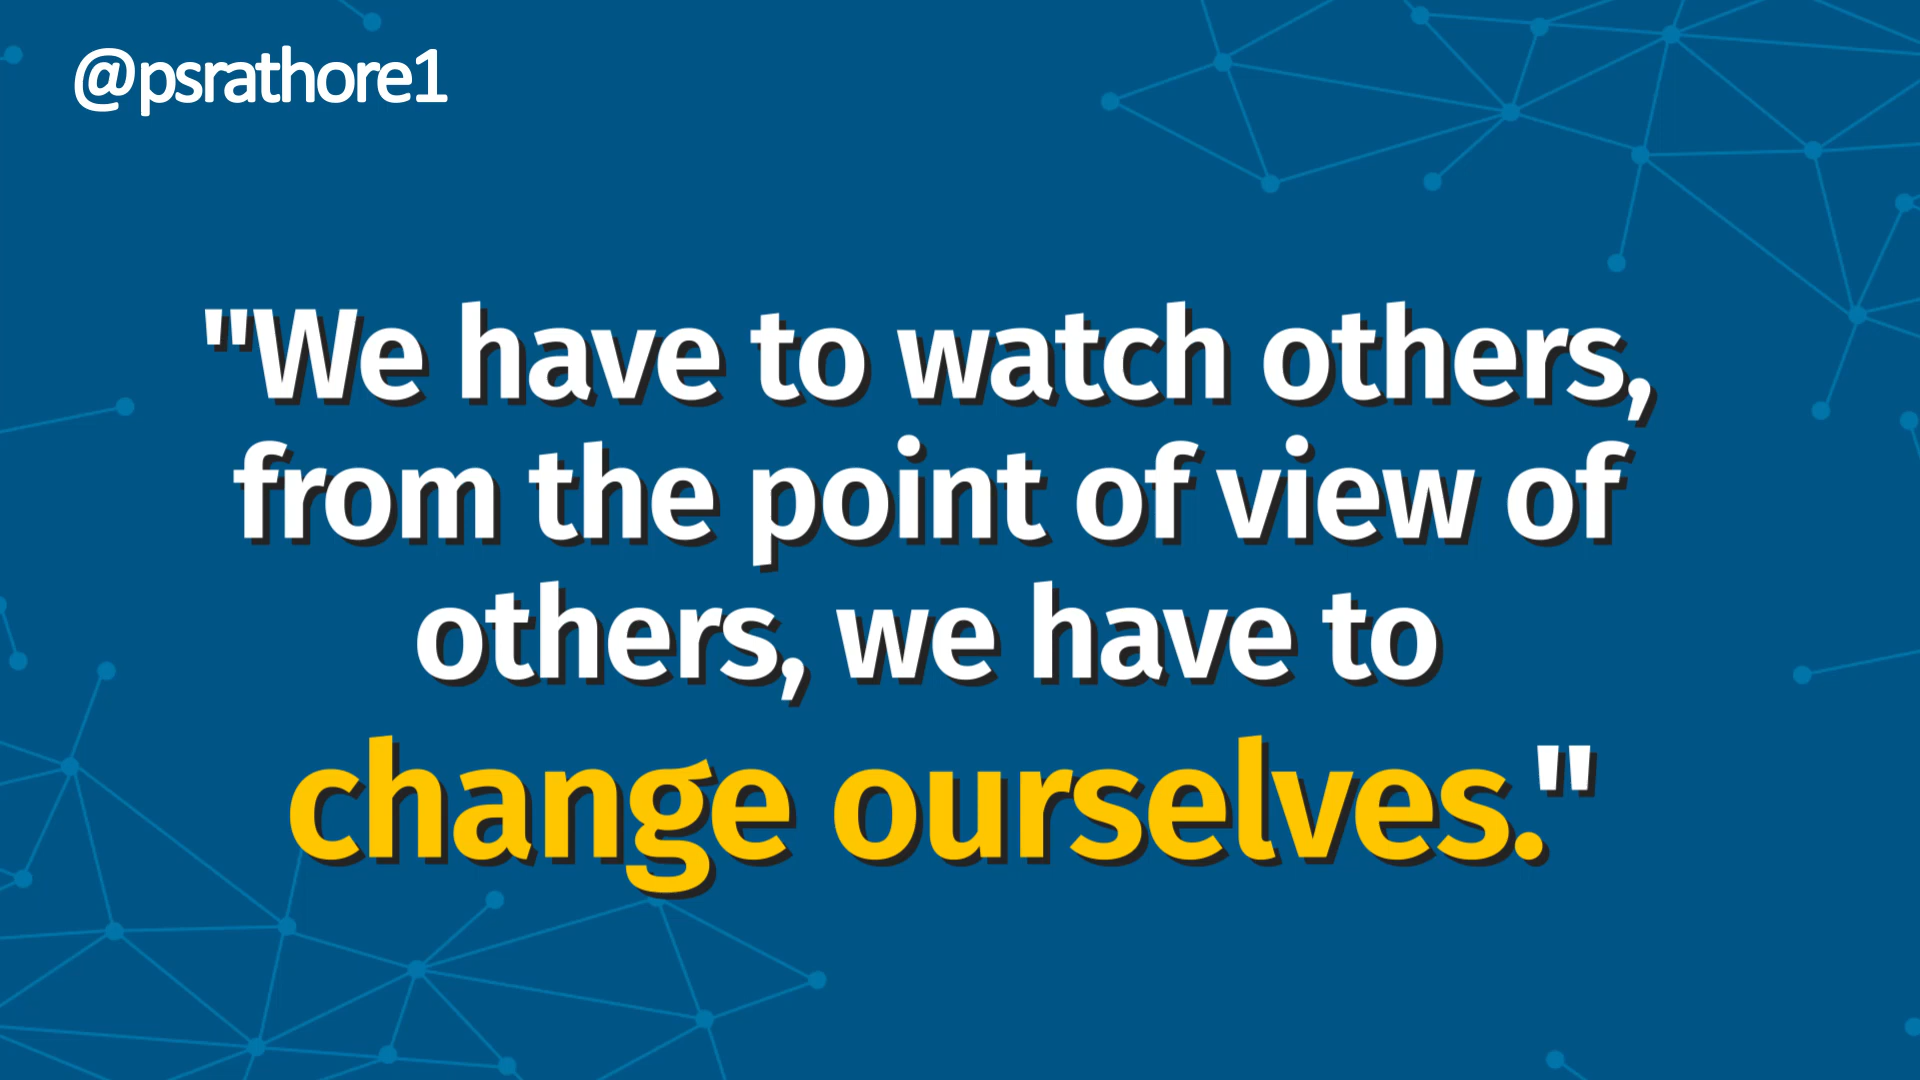 @psrathore1
"We have to watch others,
from the point of view of
others, we have to
change ourselves."